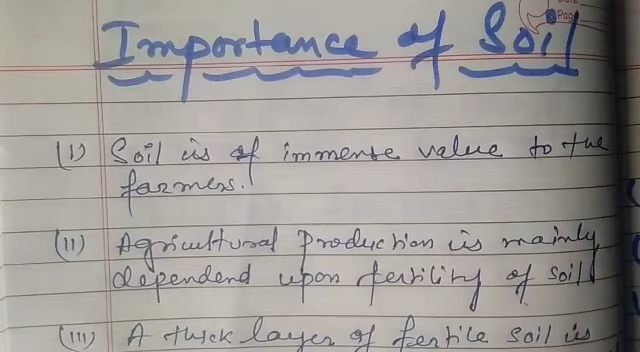 Page
Importance of Soil
(I) Soil is of immense value to the
farmers.
(II) Agricultural Production is mainly
dependend upon fertility of soil
(III) A thick layer of fertile soil is